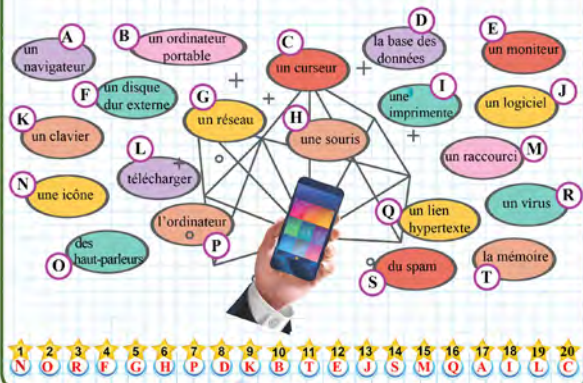 A
un
navigateur
B
un ordinateur
portable
C
un curseur
D
la base des
données
E
un moniteur
F
un disque
dur externe
G
un réseau
H
une souris
I
une
imprimente
J
un logiciel
K
un clavier
L
télécharger
M
un raccourci
N
une icône
O
des
haut-parleurs
P
l'ordinateur
Q
un lien
hypertexte
R
un virus
S
du spam
T
la mémoire
1 2 3 4 5 6 7 8 9 10 11 12 13 14 15 16 17 18 19 20
N O R F G H P D K B T E J S M Q A I L C